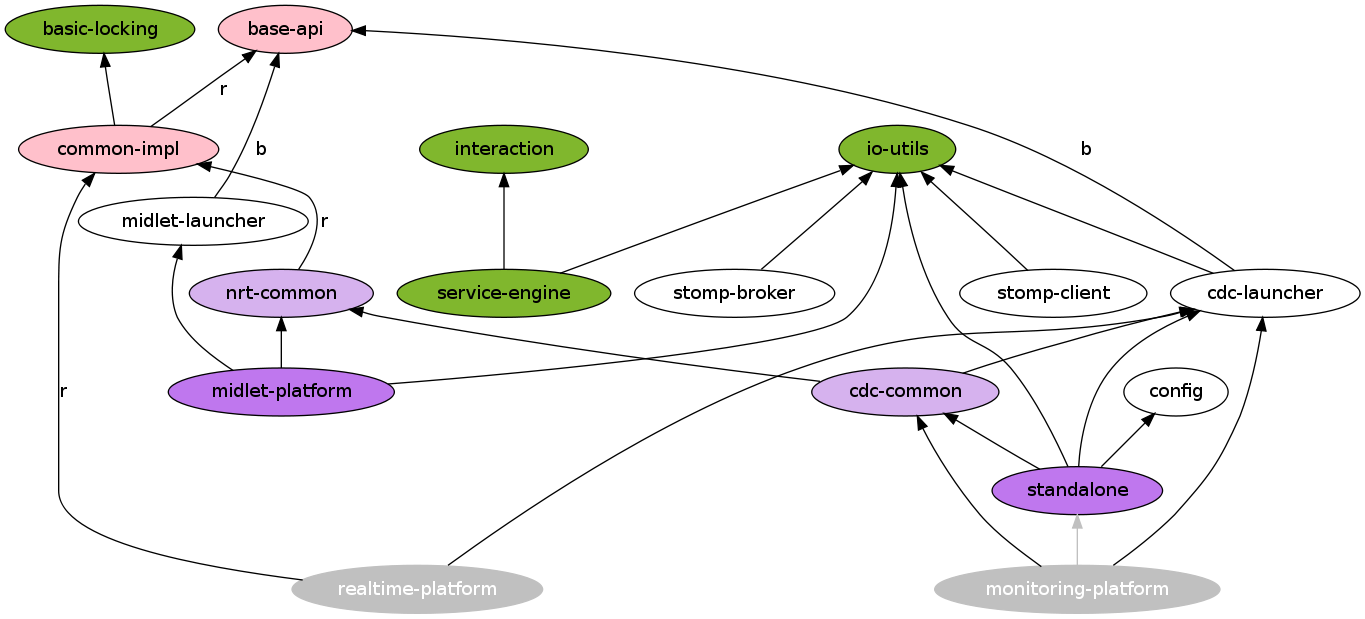 basic-locking
base-api
r
common-impl
b
interaction
io-utils
b
midlet-launcher
r
nrt-common
service-engine
stomp-broker
stomp-client
cdc-launcher
r
midlet-platform
cdc-common
config
standalone
realtime-platform
monitoring-platform